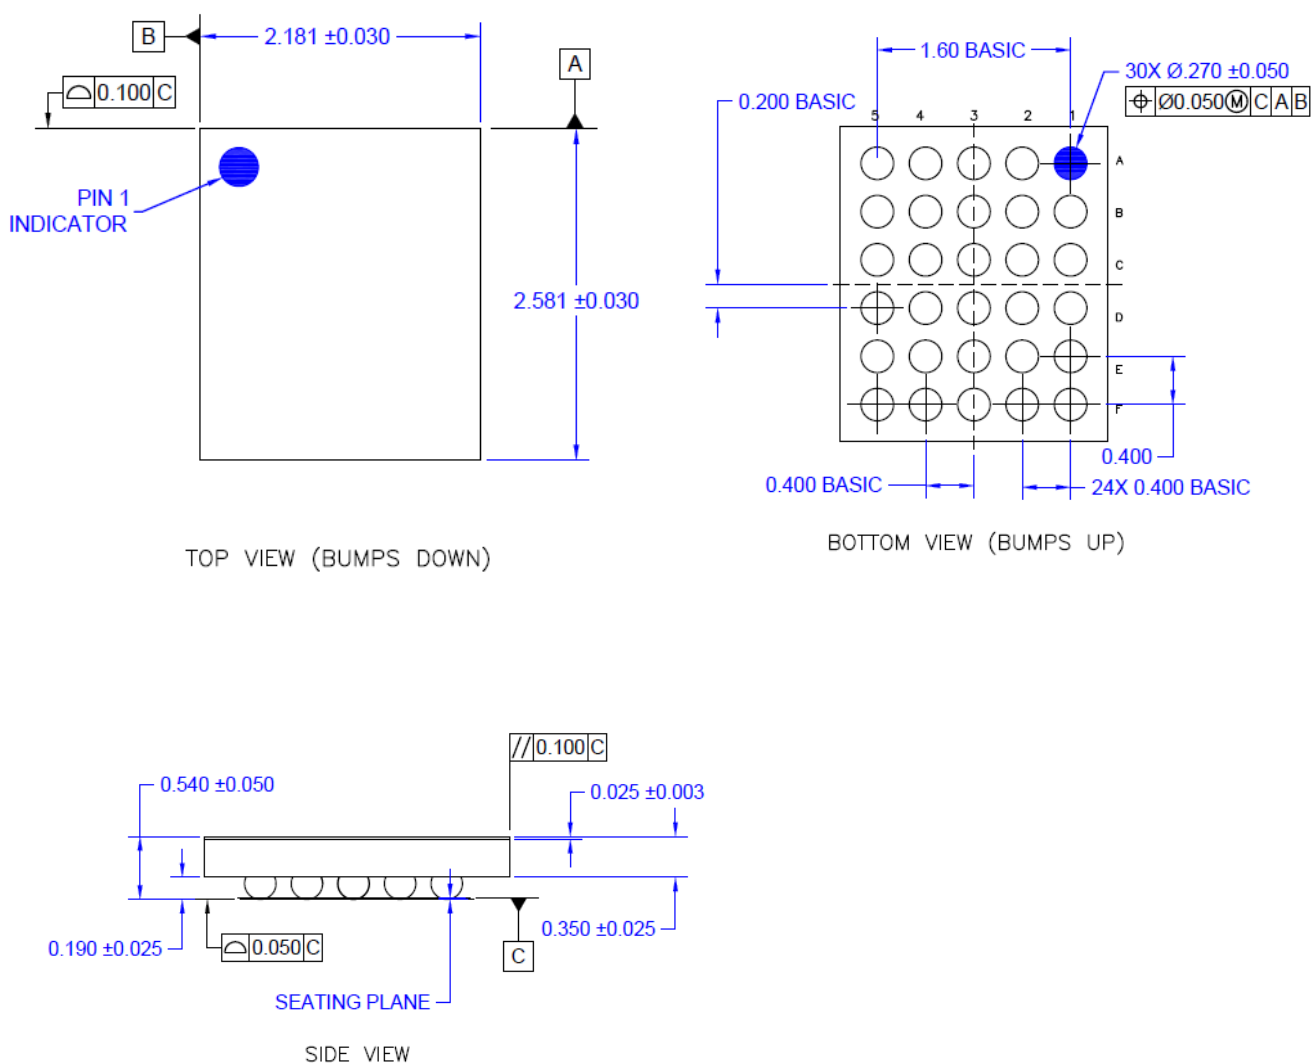 B
2.181 ±0.030
A
⌓ 0.100 C
PIN 1
INDICATOR
2.581 ±0.030
TOP VIEW (BUMPS DOWN)
1.60 BASIC
30X Ø.270 ±0.050
⌖ Ø0.050 Ⓜ C A B
0.200 BASIC
5 4 3 2 1
A
B
C
D
E
F
0.400
0.400 BASIC
24X 0.400 BASIC
BOTTOM VIEW (BUMPS UP)
// 0.100 C
0.540 ±0.050
0.025 ±0.003
0.190 ±0.025
⌓ 0.050 C
C
0.350 ±0.025
SEATING PLANE
SIDE VIEW